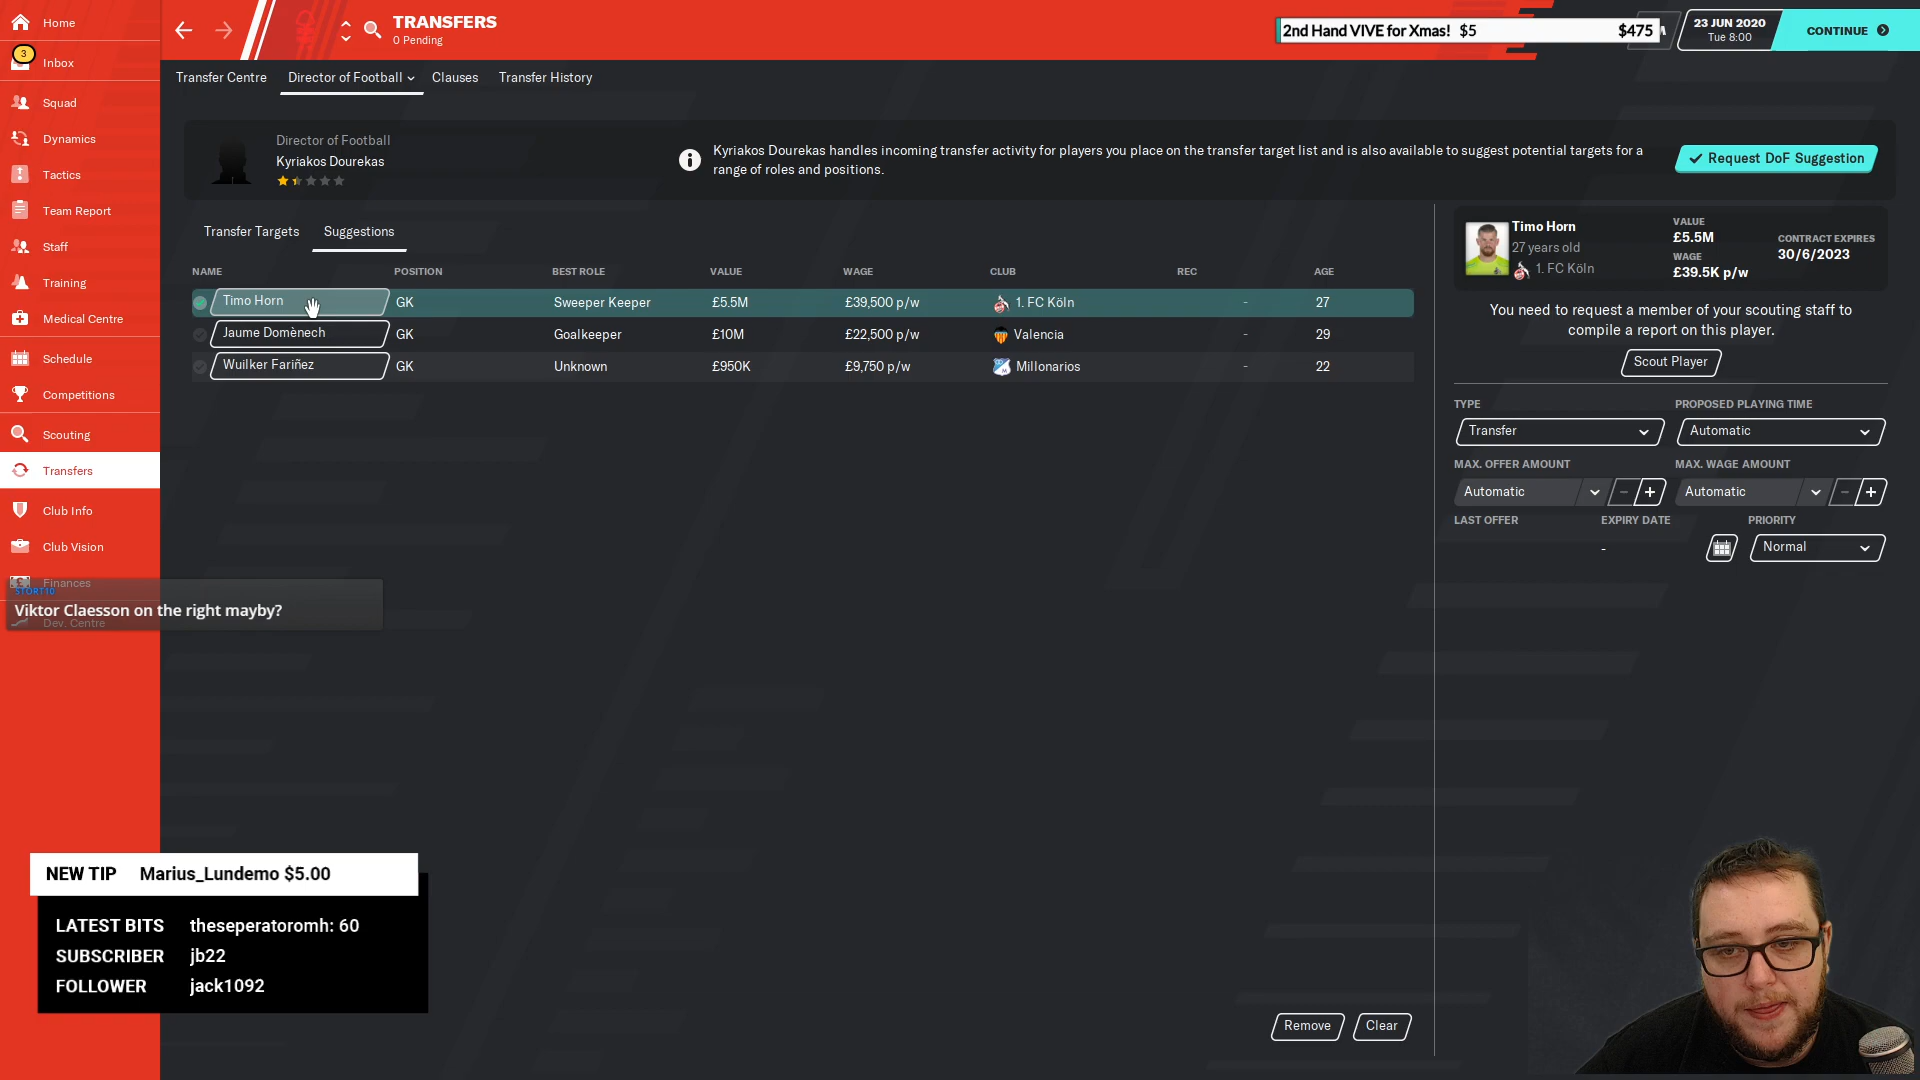 Home
TRANSFERS
0 Pending
2nd Hand VIVE for Xmas! $5 $475
23 JUN 2020
Tue 8:00
CONTINUE
3
Inbox
Squad
Dynamics
Tactics
Team Report
Staff
Training
Medical Centre
Schedule
Competitions
Scouting
Transfers
Club Info
Club Vision
Finances
Dev. Centre
Transfer Centre Director of Football Clauses Transfer History
Director of Football
Kyriakos Dourekas
Kyriakos Dourekas handles incoming transfer activity for players you place on the transfer target list and is also available to suggest potential targets for a
range of roles and positions.
Request DoF Suggestion
Transfer Targets Suggestions
NAME POSITION BEST ROLE VALUE WAGE CLUB REC AGE
Timo Horn GK Sweeper Keeper £5.5M £39,500 p/w 1. FC Köln - 27
Jaume Domènech GK Goalkeeper £10M £22,500 p/w Valencia - 29
Wuilker Fariñez GK Unknown £950K £9,750 p/w Millonarios - 22
Timo Horn
27 years old
1. FC Köln
VALUE
£5.5M
WAGE
£39.5K p/w
CONTRACT EXPIRES
30/6/2023
You need to request a member of your scouting staff to
compile a report on this player.
Scout Player
TYPE PROPOSED PLAYING TIME
Transfer Automatic
MAX. OFFER AMOUNT MAX. WAGE AMOUNT
Automatic - + Automatic - +
LAST OFFER EXPIRY DATE PRIORITY
- Normal
STORT10
Viktor Claesson on the right mayby?
NEW TIP Marius_Lundemo $5.00
LATEST BITS theseperatoromh: 60
SUBSCRIBER jb22
FOLLOWER jack1092
Remove Clear